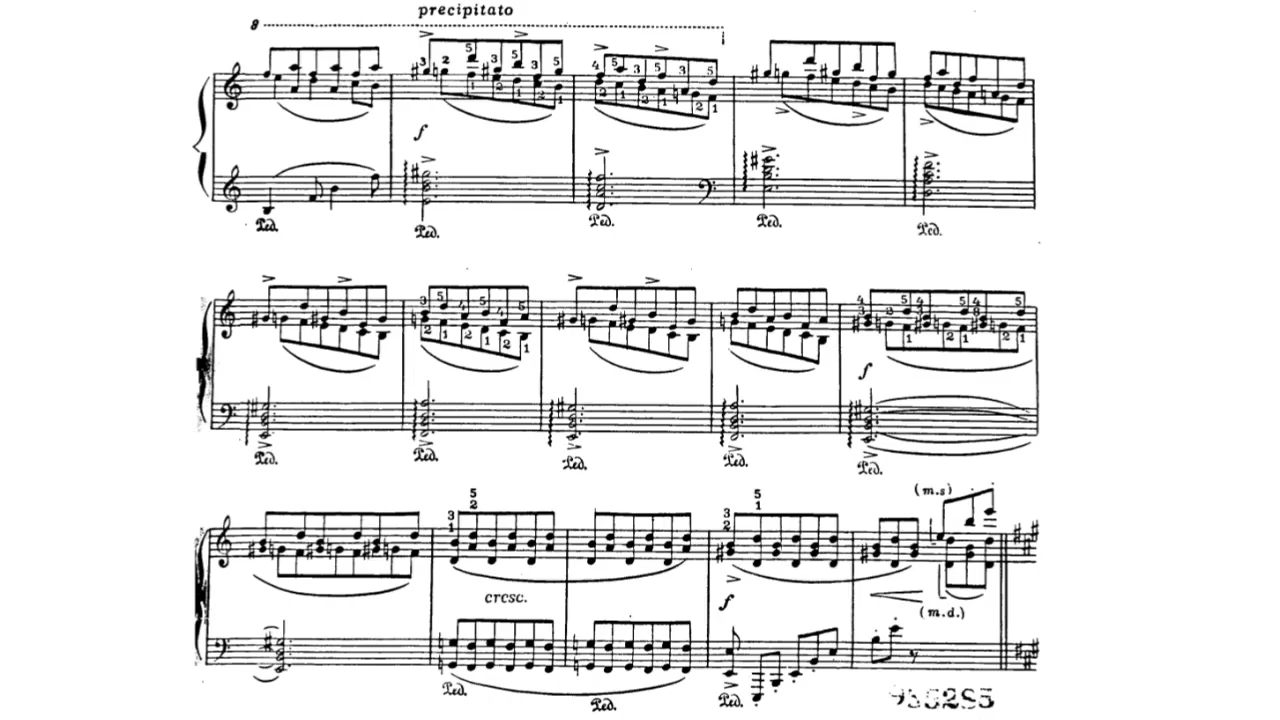 precipitato
8
f
Ped. Ped. Ped. Ped. Ped.
f
Ped. Ped. Ped. Ped. Ped.
(m.s)
cresc.
f
(m.d.)
Ped. Ped. Ped.